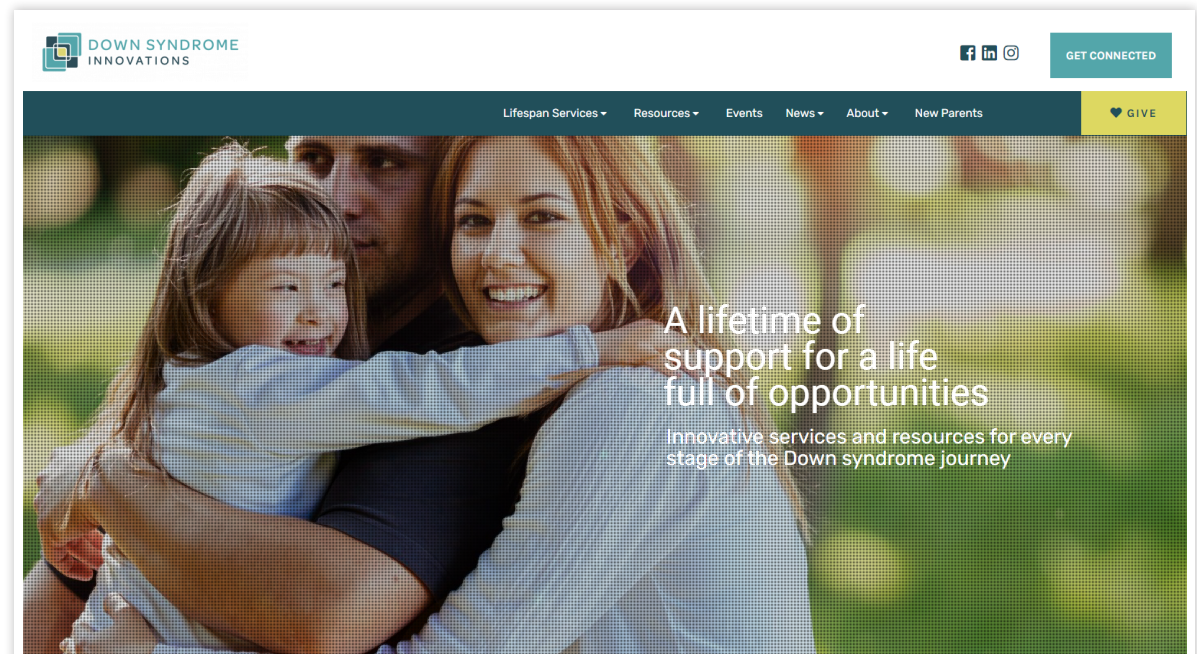 DOWN SYNDROME
INNOVATIONS
GET CONNECTED
Lifespan Services Resources Events News About New Parents GIVE
A lifetime of
support for a life
full of opportunities
Innovative services and resources for every
stage of the Down syndrome journey